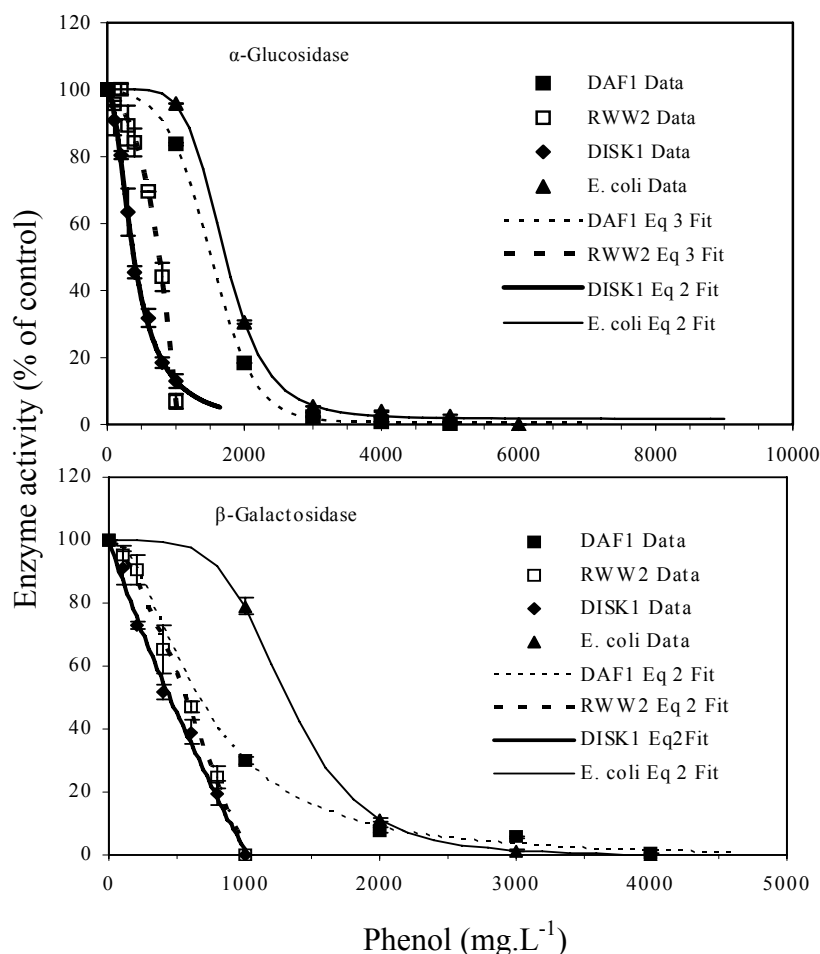 Enzyme activity (% of control)
α-Glucosidase
120
100
80
60
40
20
0
0 2000 4000 6000 8000 10000
DAF1 Data
RWW2 Data
DISK1 Data
E. coli Data
DAF1 Eq 3 Fit
RWW2 Eq 3 Fit
DISK1 Eq 2 Fit
E. coli Eq 2 Fit
β-Galactosidase
120
100
80
60
40
20
0
0 1000 2000 3000 4000 5000
DAF1 Data
RWW2 Data
DISK1 Data
E. coli Data
DAF1 Eq 2 Fit
RWW2 Eq 2 Fit
DISK1 Eq2Fit
E. coli Eq 2 Fit
Phenol (mg.L⁻¹)